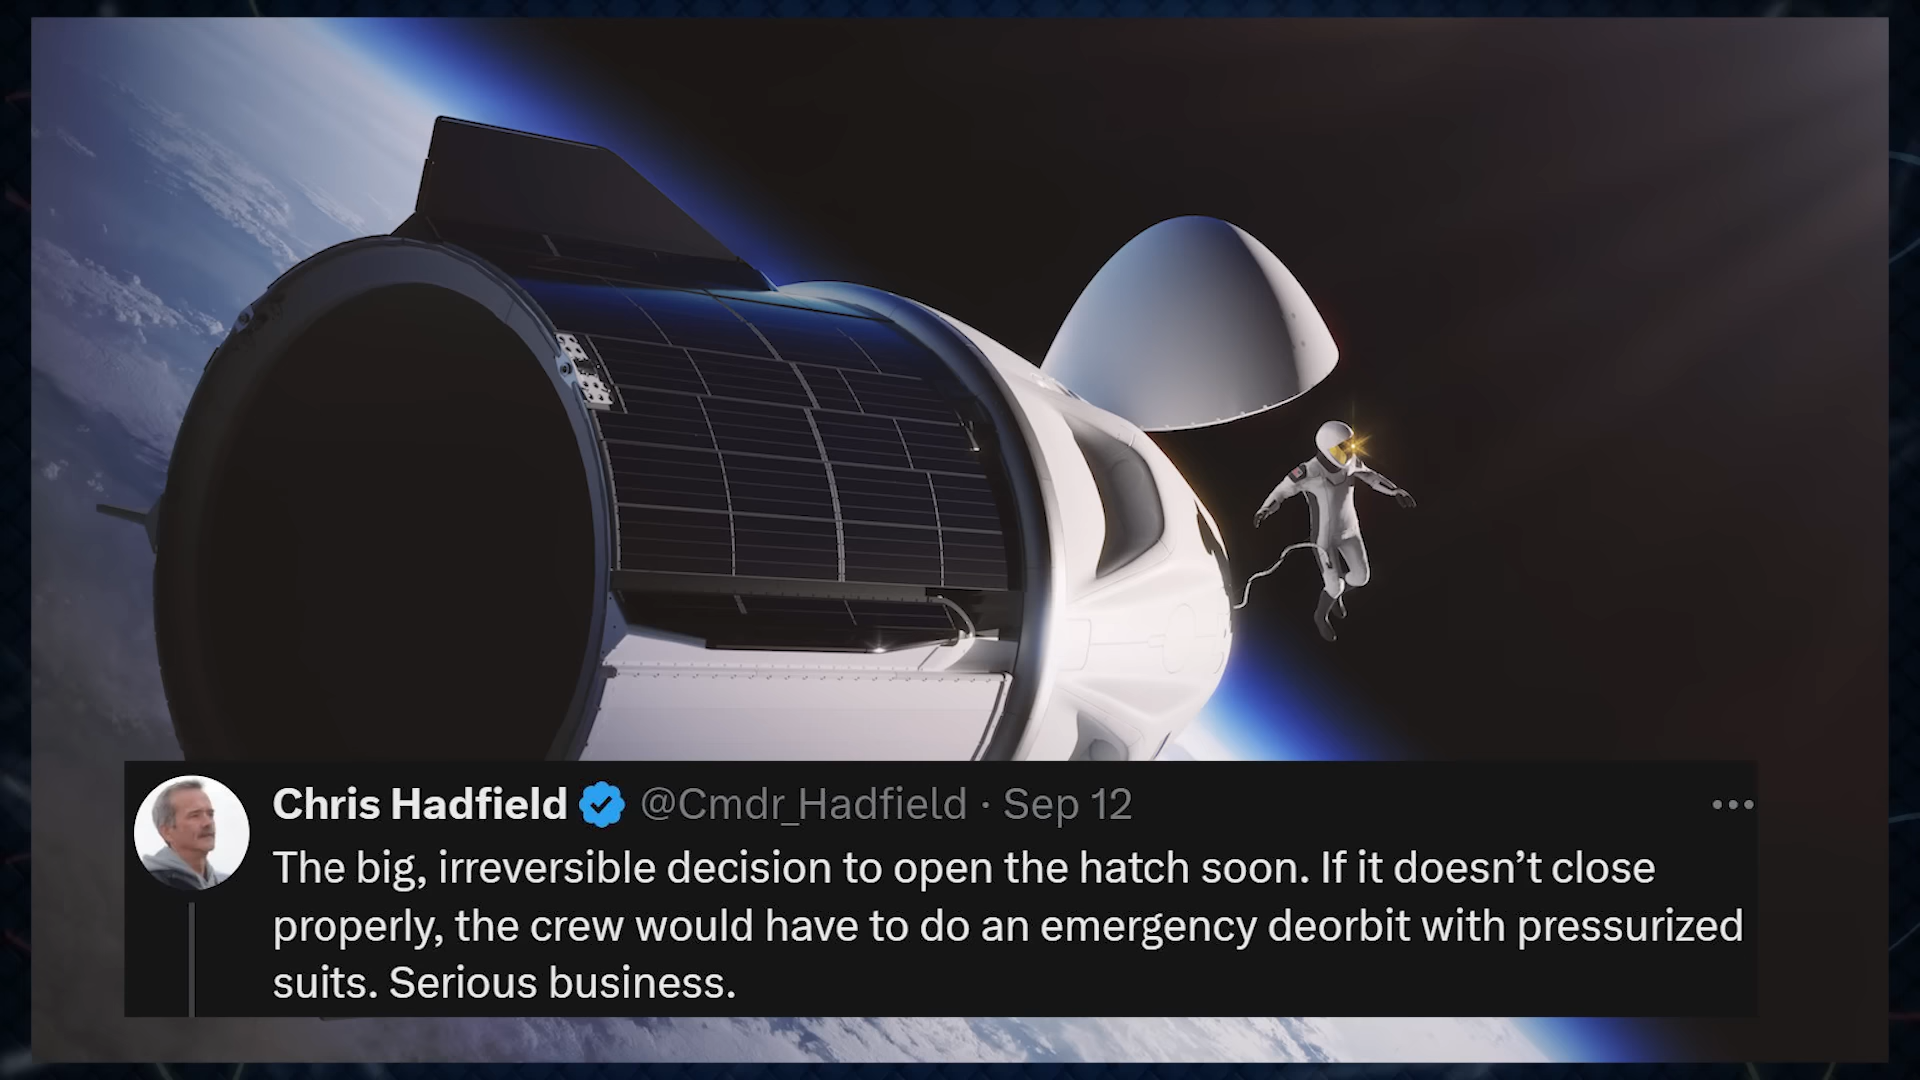 Chris Hadfield @Cmdr_Hadfield · Sep 12
The big, irreversible decision to open the hatch soon. If it doesn’t close
properly, the crew would have to do an emergency deorbit with pressurized
suits. Serious business.